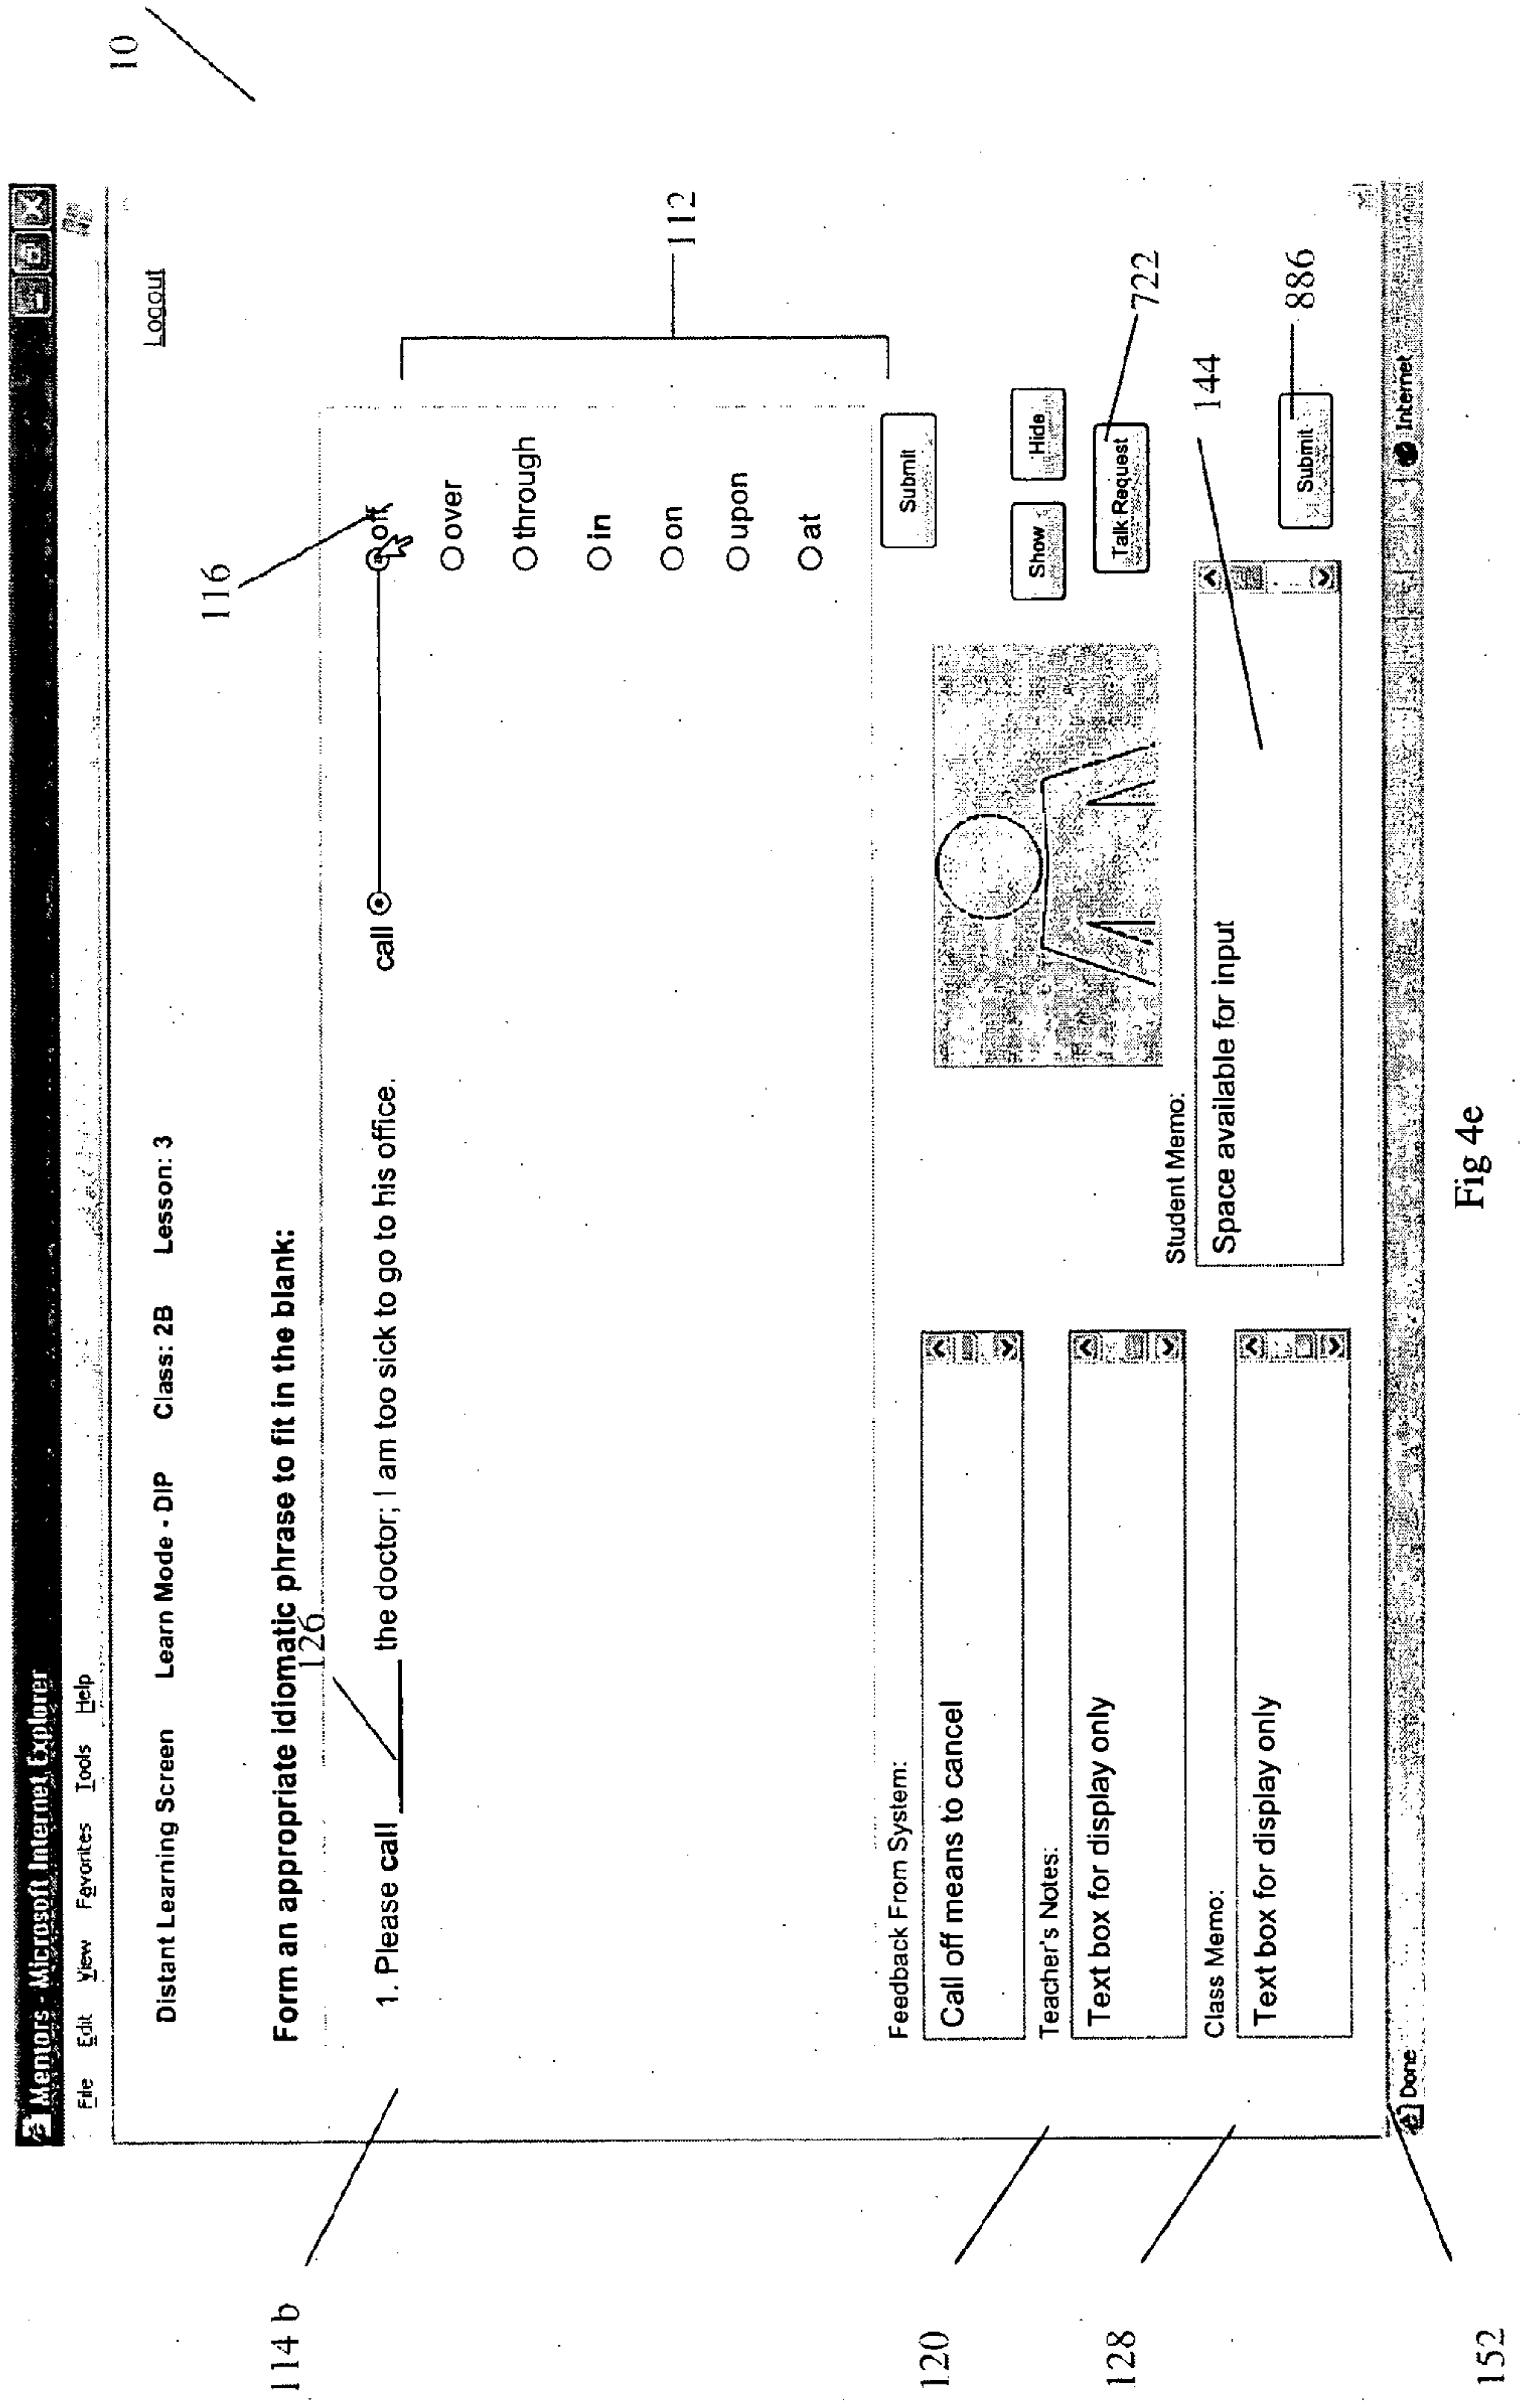 10
Mentors - Microsoft Internet Explorer
File Edit View Favorites Tools Help
Distant Learning Screen Learn Mode - DIP Class: 2B Lesson: 3 Logout
Form an appropriate idiomatic phrase to fit in the blank:
114 b
126
116
1. Please call ________ the doctor; I am too sick to go to his office.
call
off
over
through
in
on
upon
at
112
Submit
Feedback From System:
Call off means to cancel
120
Show Hide
Talk Request
722
Teacher's Notes:
Text box for display only
128
Student Memo:
Space available for input
144
Class Memo:
Text box for display only
152
Submit
886
Done Internet
Fig 4e